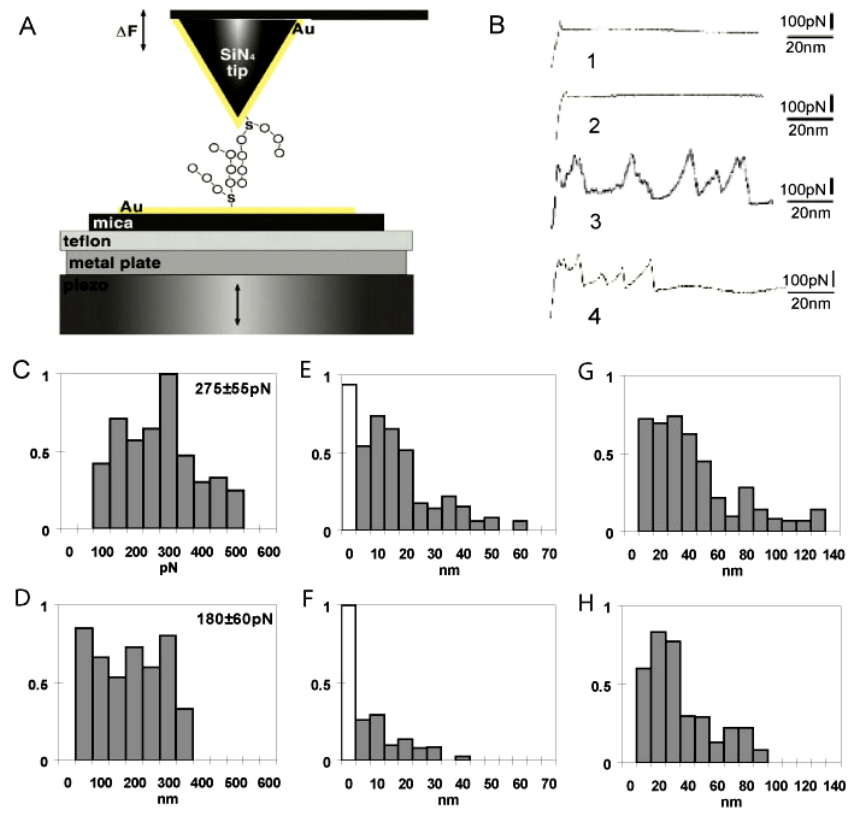 A
ΔF
Au
SiN₄
tip
S
S
Au
mica
teflon
metal plate
piezo
B
100pN
20nm
1
100pN
20nm
2
100pN
20nm
3
100pN
20nm
4
C
1
275±55pN
0.5
0
0 100 200 300 400 500 600
pN
E
1
0.5
0
0 10 20 30 40 50 60 70
nm
G
1
0.5
0
0 20 40 60 80 100 120 140
nm
D
1
180±60pN
0.5
0
0 100 200 300 400 500 600
nm
F
1
0.5
0
0 10 20 30 40 50 60 70
nm
H
1
0.5
0
0 20 40 60 80 100 120 140
nm